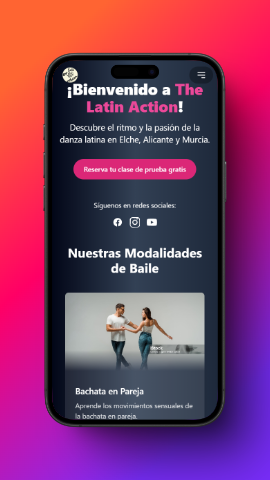 ¡Bienvenido a The
Latin Action!
Descubre el ritmo y la pasión de la
danza latina en Elche, Alicante y Murcia.
Reserva tu clase de prueba gratis
Síguenos en redes sociales:
Nuestras Modalidades
de Baile
Bachata en Pareja
Aprende los movimientos sensuales de
la bachata en pareja.